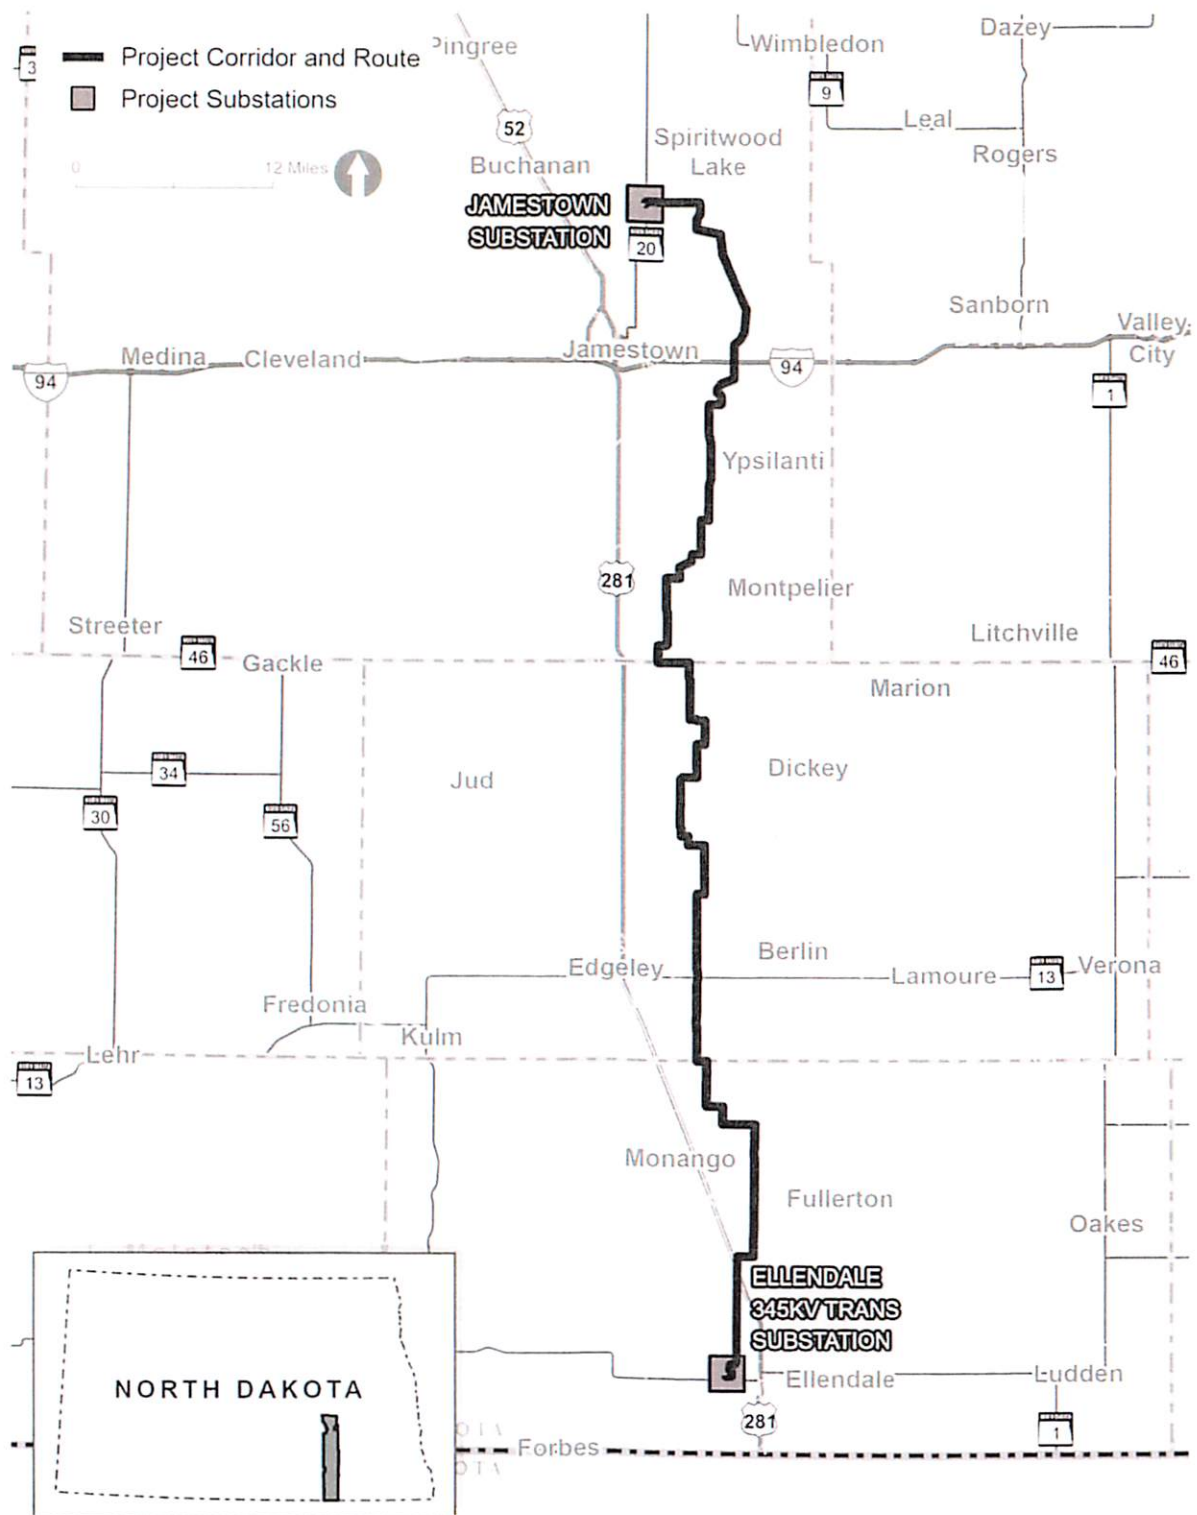 Project Corridor and Route
Project Substations
0 12 Miles
3
Pingree
52
Buchanan
JAMESTOWN
SUBSTATION
20
Spiritwood
Lake
Wimbledon
9
Dazey
Leal
Rogers
Sanborn
Valley
City
94
Medina
Cleveland
Jamestown
94
1
Ypsilanti
281
Montpelier
Streeter
46
Gackle
Litchville
46
Marion
34
Jud
Dickey
30
56
Edgeley
Berlin
Lamoure
13
Verona
Fredonia
Kulm
Lehr
13
Monango
Fullerton
Oakes
ELLENDALE
345KV TRANS
SUBSTATION
Ellendale
Ludden
281
1
Forbes
NORTH DAKOTA